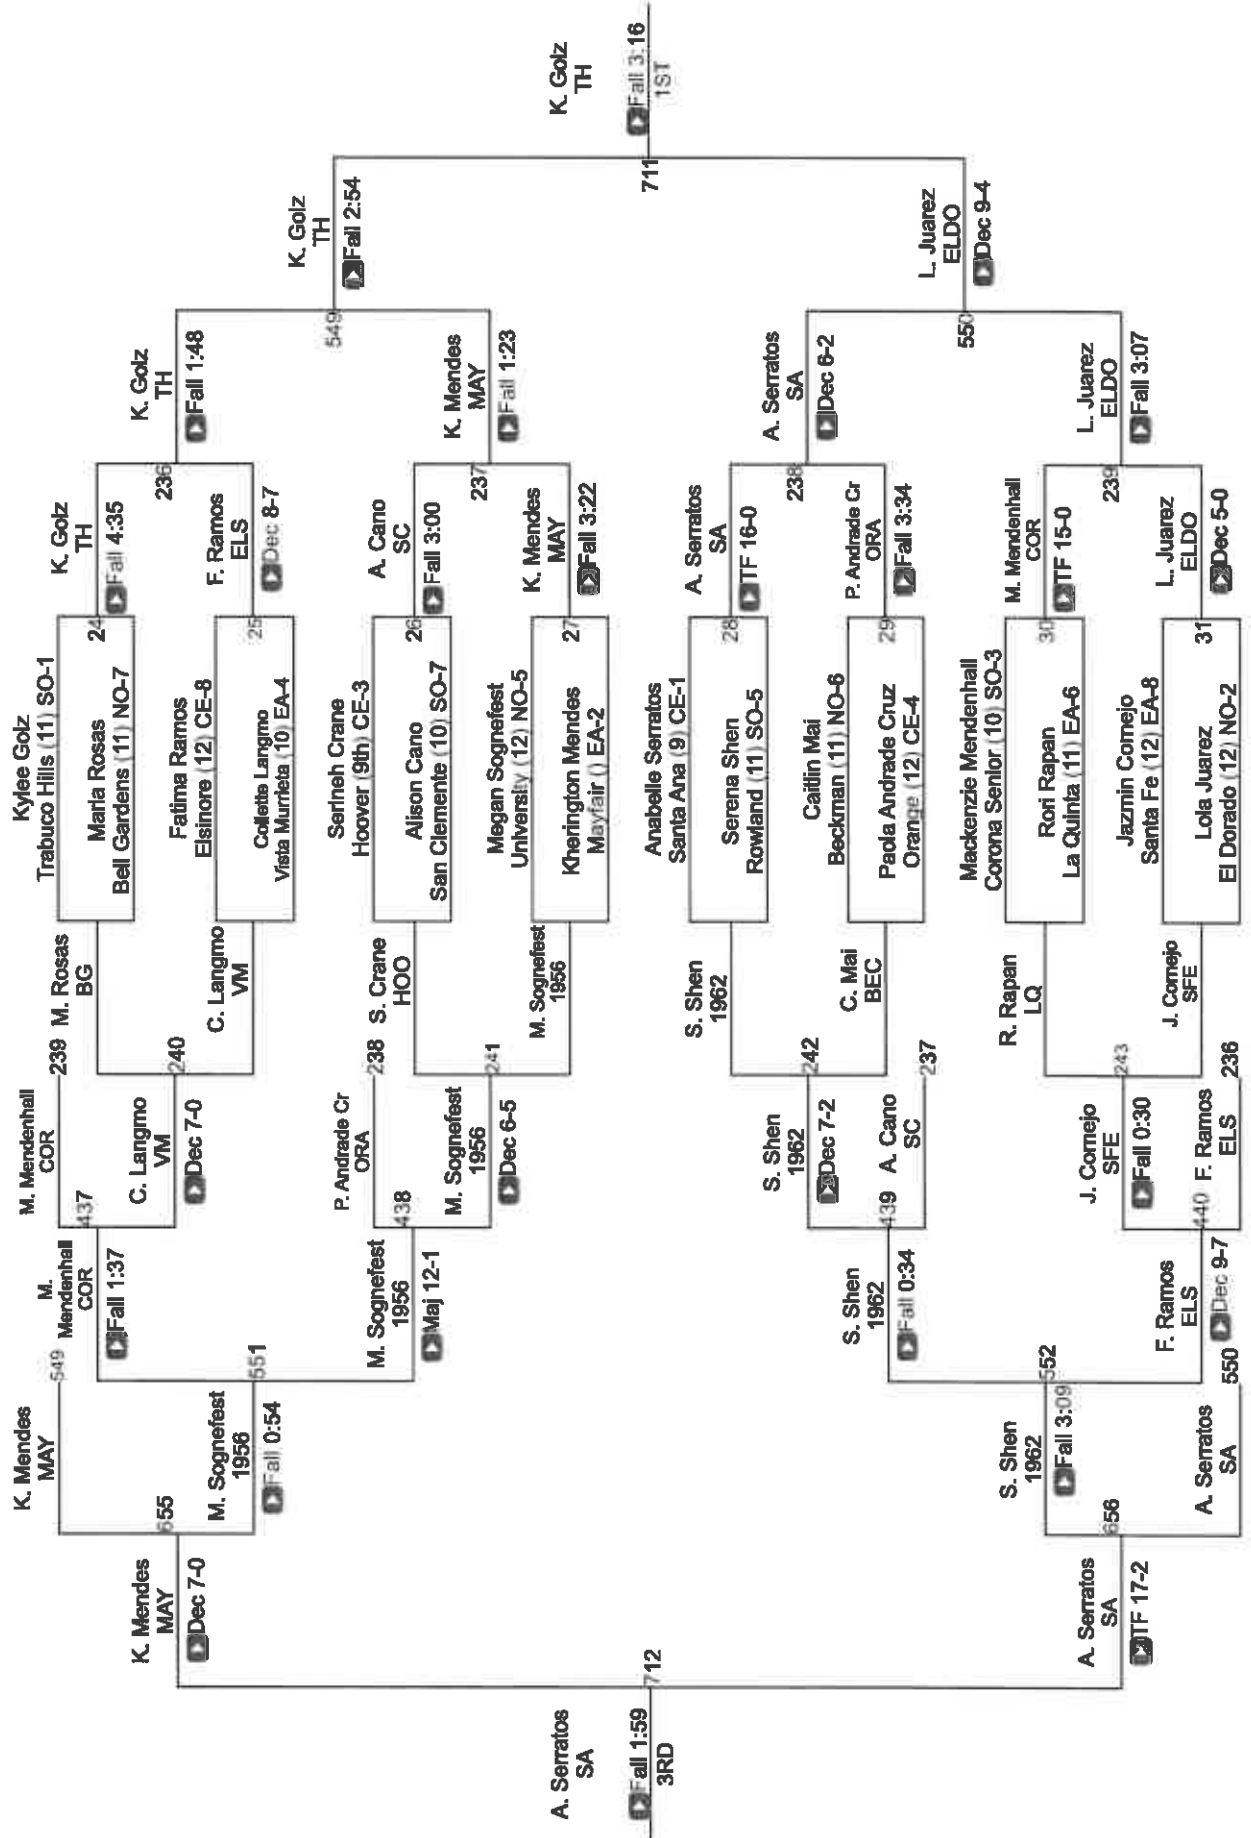 Kylee Golz
Trabuco Hills (11) SO-1
24
Maria Rosas
Bell Gardens (11) NO-7
Fatima Ramos
Elsinore (12) CE-8
25
Collette Langmo
Vista Murrieta (10) EA-4
Serineh Crane
Hoover (9th) CE-3
26
Alison Cano
San Clemente (10) SO-7
Megan Sognefest
University (12) NO-5
27
Kherington Mendes
Mayfair () EA-2
Anabelle Serratos
Santa Ana (9) CE-1
28
Serena Shen
Rowland (11) SO-5
Caitlin Mai
Beckman (11) NO-6
29
Paola Andrade Cruz
Orange (12) CE-4
Mackenzie Mendenhall
Corona Senior (10) SO-3
30
Rori Rapan
La Quinta (11) EA-6
Jazmin Cornejo
Santa Fe (12) EA-8
31
Lola Juarez
El Dorado (12) NO-2
K. Golz
TH
Fall 4:35
236
F. Ramos
ELS
Dec 8-7
A. Cano
SC
Fall 3:00
237
K. Mendes
MAY
Fall 3:22
A. Serratos
SA
TF 16-0
238
P. Andrade Cr
ORA
Fall 3:34
M. Mendenhall
COR
TF 15-0
239
L. Juarez
ELDO
Dec 5-0
K. Golz
TH
Fall 1:48
549
K. Mendes
MAY
Fall 1:23
A. Serratos
SA
Dec 6-2
550
L. Juarez
ELDO
Fall 3:07
K. Golz
TH
Fall 2:54
711
L. Juarez
ELDO
Dec 9-4
K. Golz
TH
Fall 3:16
1ST
M. Rosas
BG
240
C. Langmo
VM
S. Crane
HOO
241
M. Sognefest
1956
S. Shen
1962
242
C. Mai
BEC
R. Rapan
LQ
243
J. Cornejo
SFE
M. Mendenhall
COR
239
437
C. Langmo
VM
Dec 7-0
P. Andrade Cr
ORA
238
438
M. Sognefest
1956
Dec 6-5
S. Shen
1962
Dec 7-2
439
A. Cano
SC
237
J. Cornejo
SFE
Fall 0:30
440
F. Ramos
ELS
236
M.
Mendenhall
COR
Fall 1:37
551
M. Sognefest
1956
Maj 12-1
S. Shen
1962
Fall 0:34
552
F. Ramos
ELS
Dec 9-7
K. Mendes
MAY
549
655
M. Sognefest
1956
Fall 0:54
S. Shen
1962
Fall 3:09
656
A. Serratos
SA
550
K. Mendes
MAY
Dec 7-0
712
A. Serratos
SA
TF 17-2
A. Serratos
SA
Fall 1:59
3RD